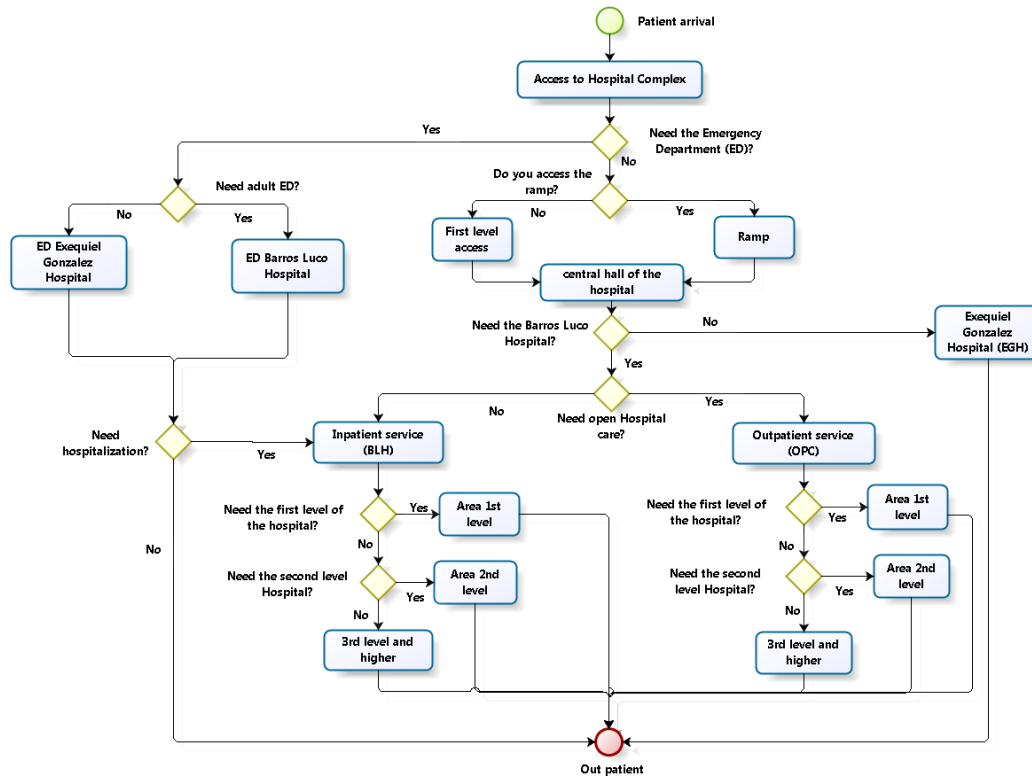 Patient arrival
Access to Hospital Complex
Yes
Need the Emergency
Department (ED)?
No
Do you access the
ramp?
Need adult ED?
No
Yes
No
Yes
ED Exequiel
Gonzalez
Hospital
ED Barros Luco
Hospital
First level
access
Ramp
central hall of the
hospital
Need the Barros Luco
Hospital?
No
Exequiel
Gonzalez
Hospital (EGH)
Yes
No
Need open Hospital
care?
Yes
Need
hospitalization?
Yes
Inpatient service
(BLH)
Outpatient service
(OPC)
Need the first level of
the hospital?
Yes
Area 1st
level
Need the first level
of the hospital?
Yes
Area 1st
level
No
No
No
Need the second level
Hospital?
Yes
Area 2nd
level
Need the second
level Hospital?
Yes
Area 2nd
level
No
No
3rd level and
higher
3rd level and
higher
Out patient